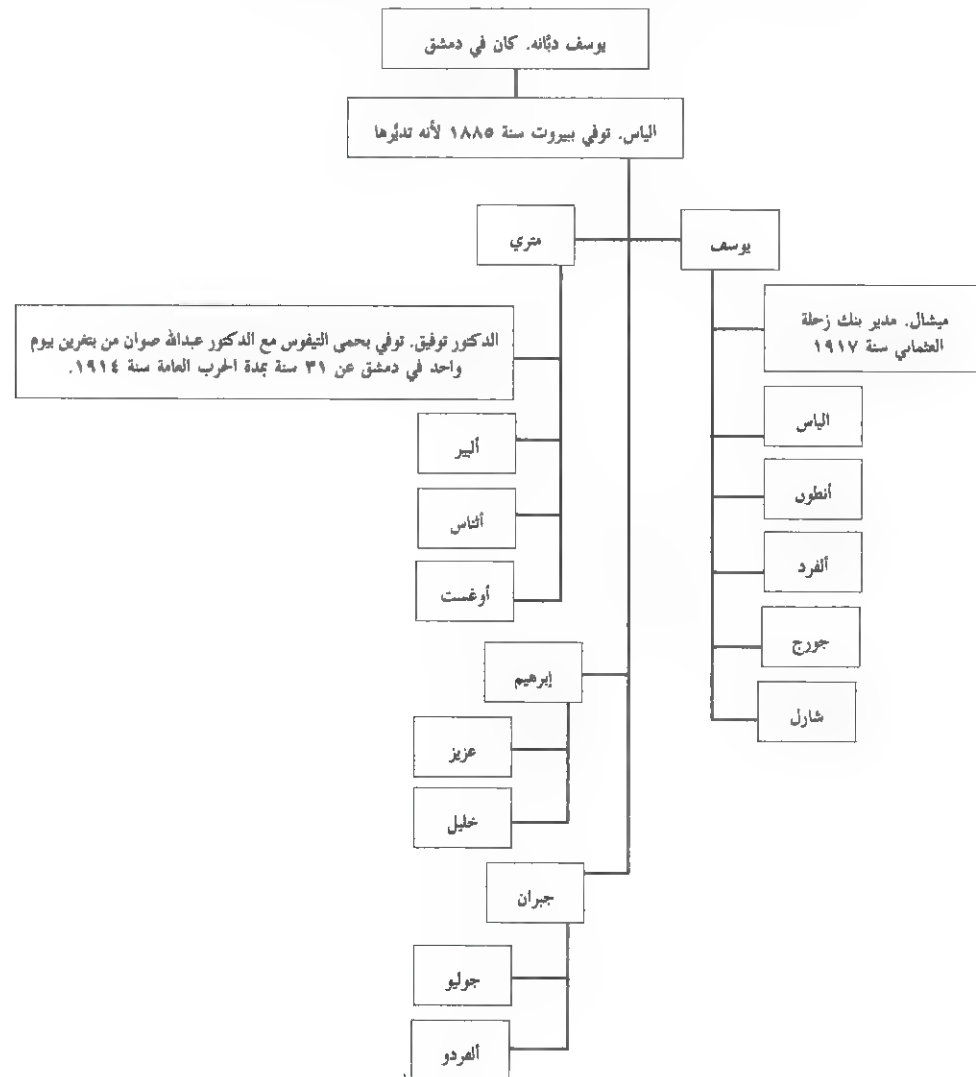 يوسف دبّانه. كان في دمشق
الياس. توفي ببيروت سنة ١٨٨٥ لأنه تديَّرها
يوسف
ميشال. مدير بنك زحلة
العثماني سنة ١٩١٧
الياس
أنطون
ألفرد
جورج
شارل
متري
الدكتور توفيق. توفي بحمى التيفوس مع الدكتور عبدالله صوان من بتغرين بيوم
واحد في دمشق عن ٣١ سنة بمدة الحرب العامة سنة ١٩١٤.
ألبير
أثناس
أوغست
إبرهيم
عزيز
خليل
جبران
جوليو
ألفردو